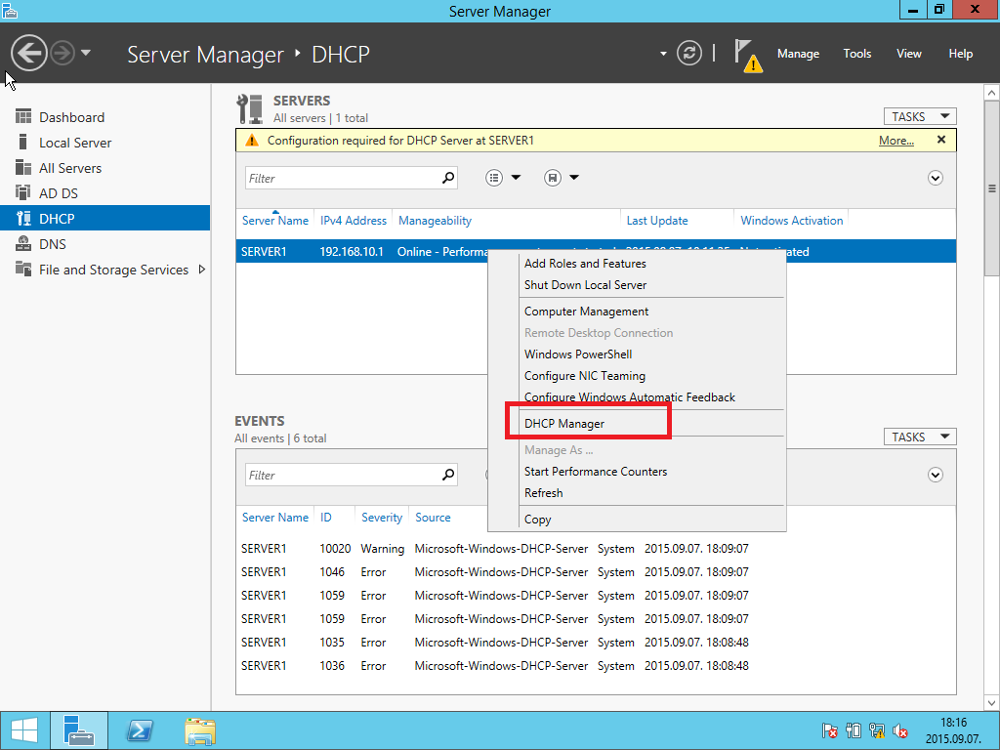 Server Manager
Server Manager ‣ DHCP
Manage
Tools
View
Help
Dashboard
Local Server
All Servers
AD DS
DHCP
DNS
File and Storage Services
SERVERS
All servers | 1 total
TASKS
Configuration required for DHCP Server at SERVER1
More...
Filter
Server Name IPv4 Address Manageability Last Update Windows Activation
SERVER1 192.168.10.1 Online -
Add Roles and Features
Shut Down Local Server
Computer Management
Remote Desktop Connection
Windows PowerShell
Configure NIC Teaming
Configure Windows Automatic Feedback
DHCP Manager
Manage As ...
Start Performance Counters
Refresh
Copy
EVENTS
All events | 6 total
TASKS
Filter
Server Name ID Severity Source
SERVER1 10020 Warning Microsoft-Windows-DHCP-Server System 2015.09.07. 18:09:07
SERVER1 1046 Error Microsoft-Windows-DHCP-Server System 2015.09.07. 18:09:07
SERVER1 1059 Error Microsoft-Windows-DHCP-Server System 2015.09.07. 18:09:07
SERVER1 1059 Error Microsoft-Windows-DHCP-Server System 2015.09.07. 18:09:07
SERVER1 1035 Error Microsoft-Windows-DHCP-Server System 2015.09.07. 18:08:48
SERVER1 1036 Error Microsoft-Windows-DHCP-Server System 2015.09.07. 18:08:48
18:16
2015.09.07.